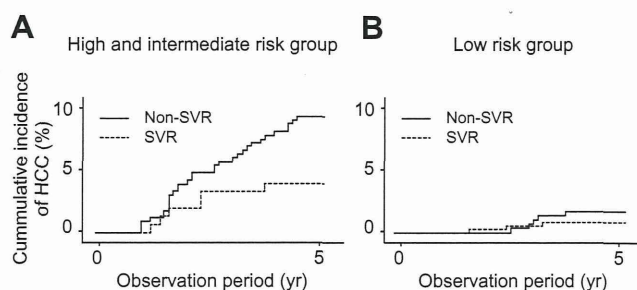 A
High and intermediate risk group
Cummulative incidence
of HCC (%)
10
5
0
Non-SVR
SVR
0
5
Observation period (yr)
B
Low risk group
10
5
0
Non-SVR
SVR
0
5
Observation period (yr)